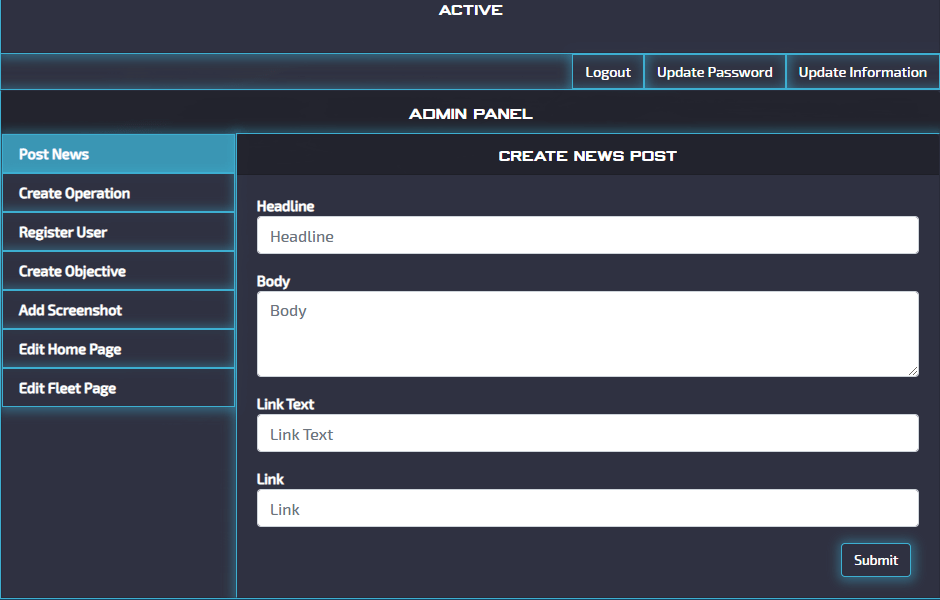 ACTIVE
Logout Update Password Update Information
ADMIN PANEL
Post News
Create Operation
Register User
Create Objective
Add Screenshot
Edit Home Page
Edit Fleet Page
CREATE NEWS POST
Headline
Headline
Body
Body
Link Text
Link Text
Link
Link
Submit